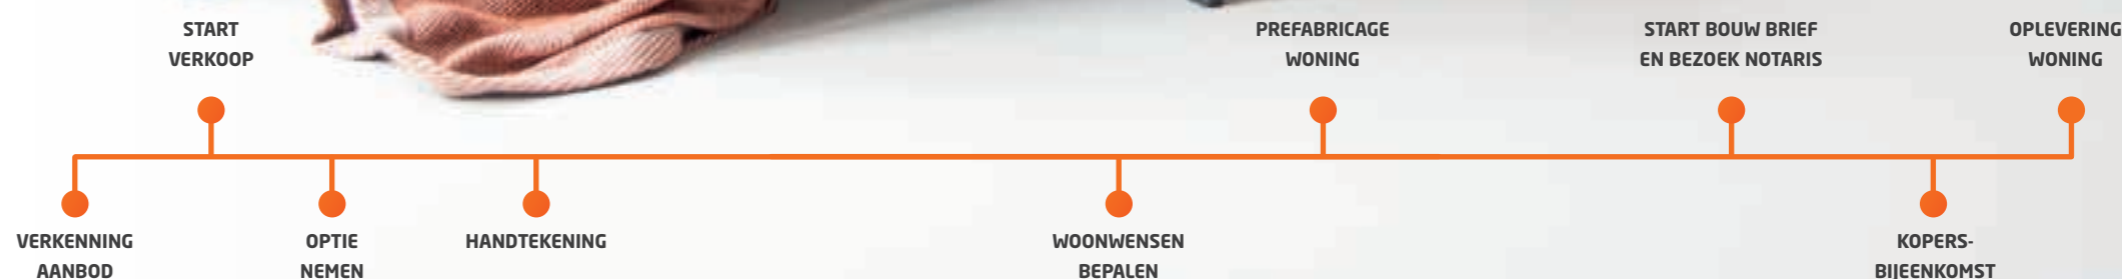 START
VERKOOP
PREFABRICAGE
WONING
START BOUW BRIEF
EN BEZOEK NOTARIS
OPLEVERING
WONING
VERKENNING
AANBOD
OPTIE
NEMEN
HANDTEKENING
WOONWENSEN
BEPALEN
KOPERS-
BIJEENKOMST